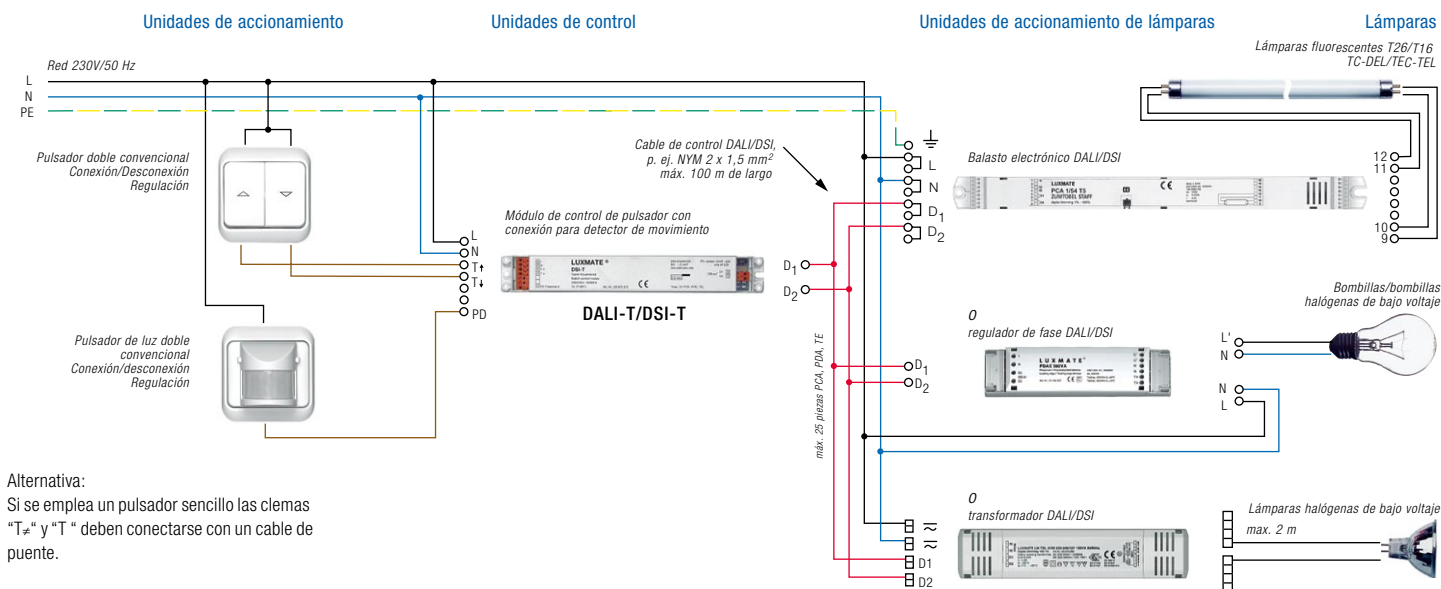 Unidades de accionamiento
Unidades de control
Unidades de accionamiento de lámparas
Lámparas
Red 230V/50 Hz
L
N
PE
Lámparas fluorescentes T26/T16
TC-DEL/TEC-TEL
Pulsador doble convencional
Conexión/Desconexión
Regulación
Cable de control DALI/DSI,
p. ej. NYM 2 x 1,5 mm²
máx. 100 m de largo
L
N
D1
D2
Balasto electrónico DALI/DSI
LUXMATE
PCA 1/54 T5
ZUMTOBEL STAFF
CE
12
11
10
9
Módulo de control de pulsador con
conexión para detector de movimiento
L
N
T↑
T↓
PD
LUXMATE®
DSI-T
CE
D1
D2
DALI-T/DSI-T
Pulsador de luz doble
convencional
Conexión/desconexión
Regulación
máx. 25 piezas PCA, PDA, TE
O
regulador de fase DALI/DSI
D1
D2
LUXMATE®
CE
Bombillas/bombillas
halógenas de bajo voltaje
L'
N
N
L
Alternativa:
Si se emplea un pulsador sencillo las clemas
“T≠“ y “T “ deben conectarse con un cable de
puente.
O
transformador DALI/DSI
D1
D2
CE
Lámparas halógenas de bajo voltaje
max. 2 m